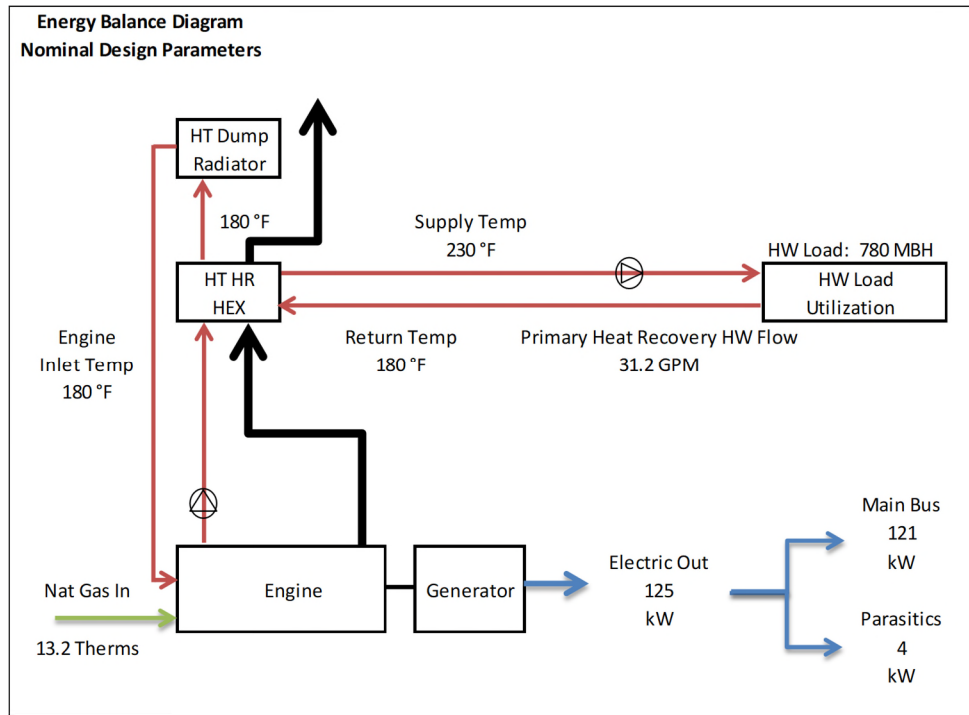 Energy Balance Diagram
Nominal Design Parameters
HT Dump
Radiator
180 °F
Supply Temp
230 °F
HW Load:  780 MBH
HT HR
HEX
HW Load
Utilization
Engine
Inlet Temp
180 °F
Return Temp
180 °F
Primary Heat Recovery HW Flow
31.2 GPM
Main Bus
121
kW
Nat Gas In
13.2 Therms
Engine
Generator
Electric Out
125
kW
Parasitics
4
kW